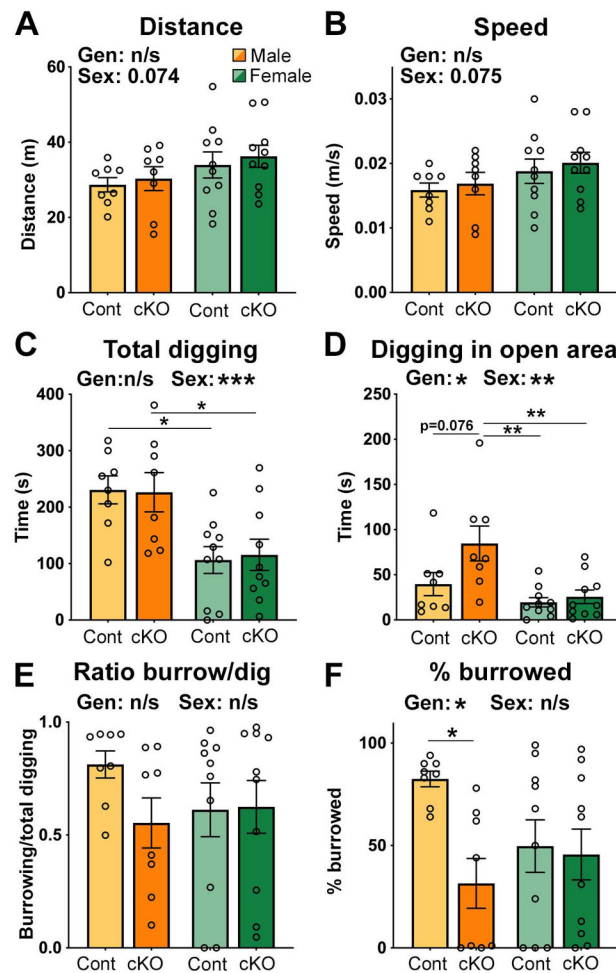 A Distance
Gen: n/s
Sex: 0.074
Male
Female
60
40
20
0
Distance (m)
Cont cKO Cont cKO
B Speed
Gen: n/s
Sex: 0.075
0.03
0.02
0.01
0.00
Speed (m/s)
Cont cKO Cont cKO
C Total digging
Gen:n/s Sex: ***
* *
400
300
200
100
0
Time (s)
Cont cKO Cont cKO
D Digging in open area
Gen: * Sex: **
p=0.076 ** **
250
200
150
100
50
0
Time (s)
Cont cKO Cont cKO
E Ratio burrow/dig
Gen: n/s Sex: n/s
1.0
0.5
0.0
Burrowing/total digging
Cont cKO Cont cKO
F % burrowed
Gen: * Sex: n/s
*
100
50
0
% burrowed
Cont cKO Cont cKO